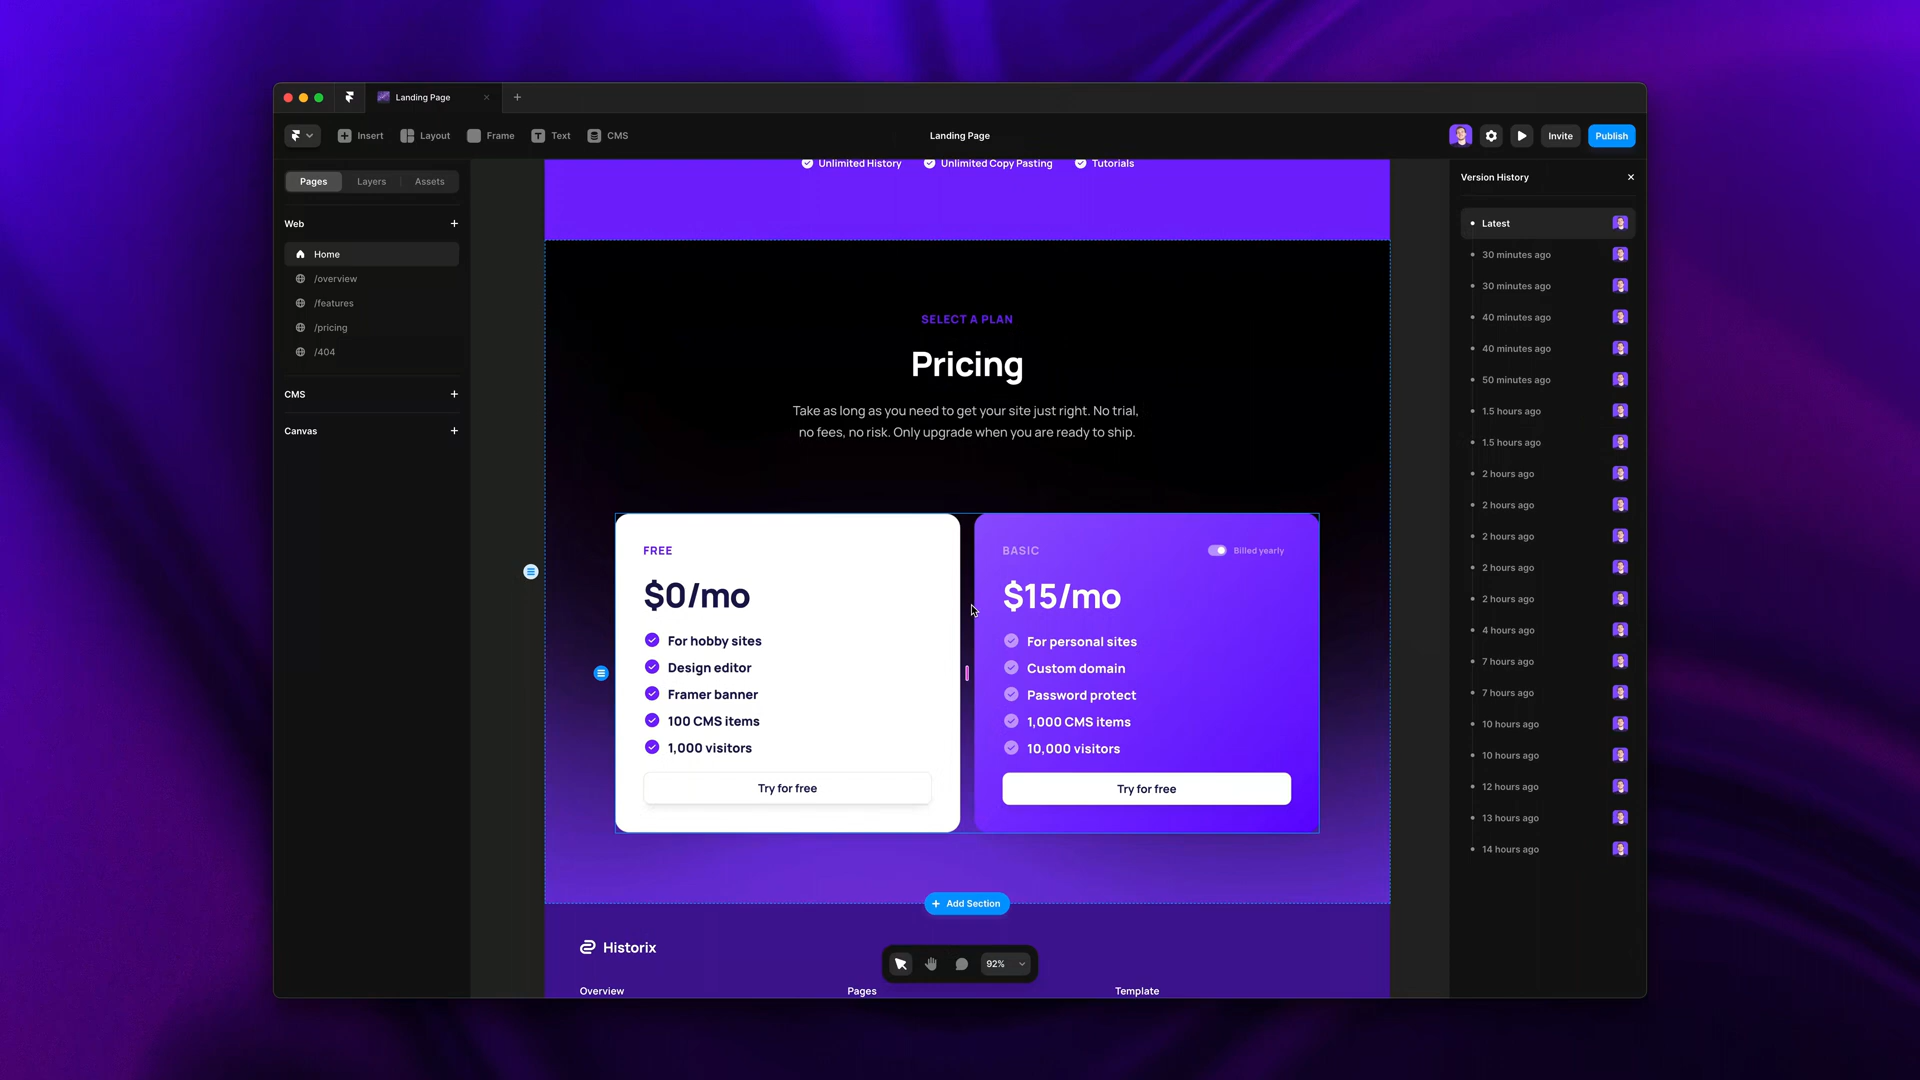 Landing Page
Insert
Layout
Frame
Text
CMS
Landing Page
Invite
Publish
Pages
Layers
Assets
Web
Home
/overview
/features
/pricing
/404
CMS
Canvas
Unlimited History
Unlimited Copy Pasting
Tutorials
SELECT A PLAN
Pricing
Take as long as you need to get your site just right. No trial,
no fees, no risk. Only upgrade when you are ready to ship.
FREE
$0/mo
For hobby sites
Design editor
Framer banner
100 CMS items
1,000 visitors
Try for free
BASIC
Billed yearly
$15/mo
For personal sites
Custom domain
Password protect
1,000 CMS items
10,000 visitors
Try for free
Add Section
Historix
Overview
Pages
Template
92%
Version History
Latest
30 minutes ago
30 minutes ago
40 minutes ago
40 minutes ago
50 minutes ago
1.5 hours ago
1.5 hours ago
2 hours ago
2 hours ago
2 hours ago
2 hours ago
2 hours ago
4 hours ago
7 hours ago
7 hours ago
10 hours ago
10 hours ago
12 hours ago
13 hours ago
14 hours ago